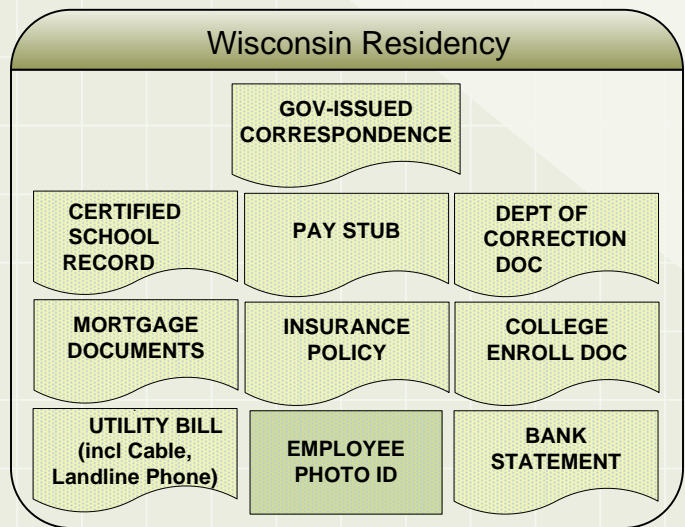 Wisconsin Residency
GOV-ISSUED
CORRESPONDENCE
CERTIFIED
SCHOOL
RECORD
PAY STUB
DEPT OF
CORRECTION
DOC
MORTGAGE
DOCUMENTS
INSURANCE
POLICY
COLLEGE
ENROLL DOC
UTILITY BILL
(incl Cable,
Landline Phone)
EMPLOYEE
PHOTO ID
BANK
STATEMENT